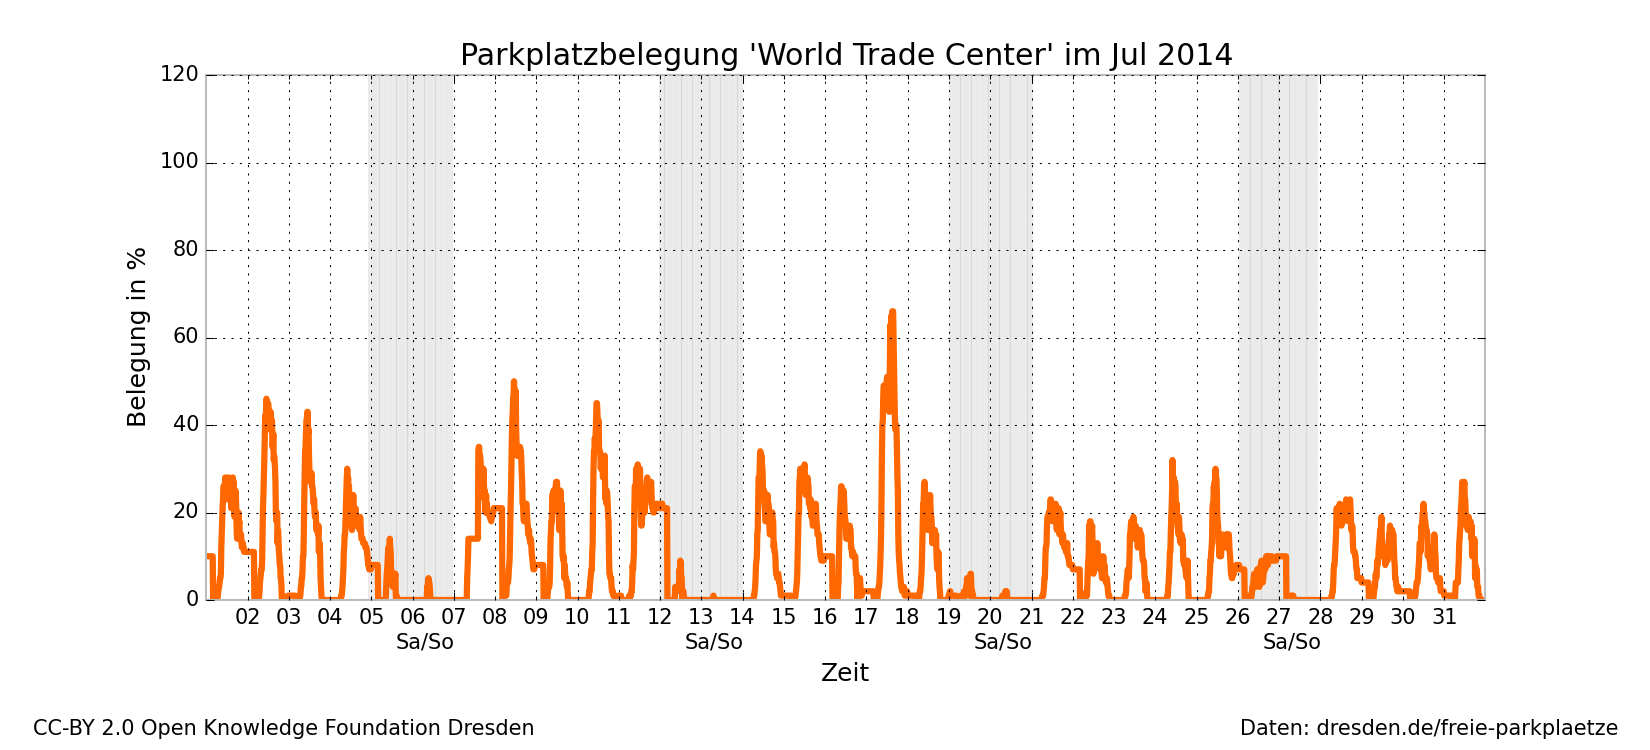 Parkplatzbelegung 'World Trade Center' im Jul 2014
120
100
80
60
40
20
0
Belegung in %
02 03 04 05 06 07 08 09 10 11 12 13 14 15 16 17 18 19 20 21 22 23 24 25 26 27 28 29 30 31
Sa/So Sa/So Sa/So Sa/So
Zeit
CC-BY 2.0 Open Knowledge Foundation Dresden
Daten: dresden.de/freie-parkplaetze